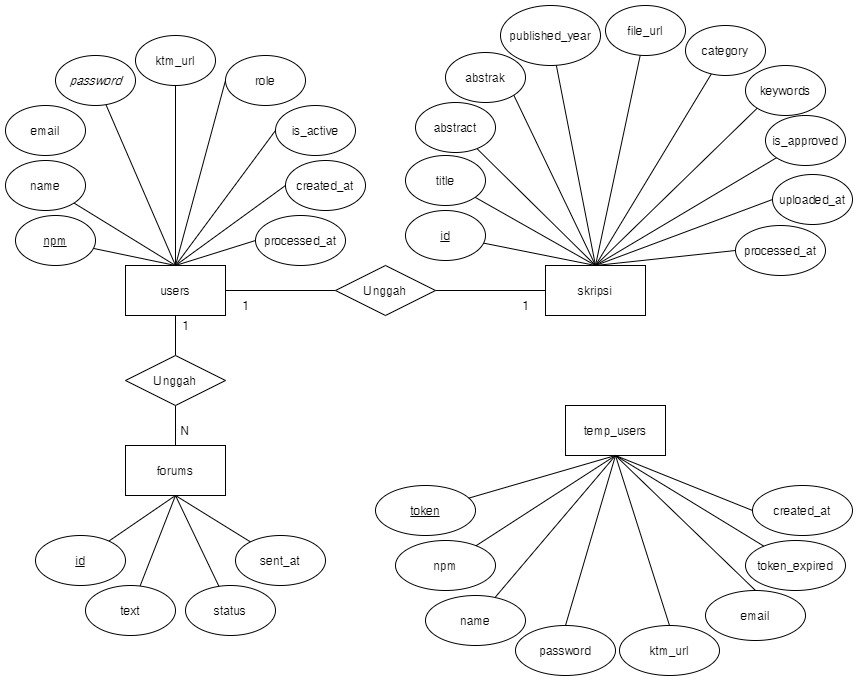 ktm_url
password
role
email
is_active
name
created_at
npm
processed_at
users
1
Unggah
1
skripsi
published_year
file_url
category
abstrak
keywords
abstract
is_approved
title
uploaded_at
id
processed_at
1
Unggah
N
forums
id
sent_at
text
status
temp_users
token
created_at
npm
token_expired
name
email
password
ktm_url